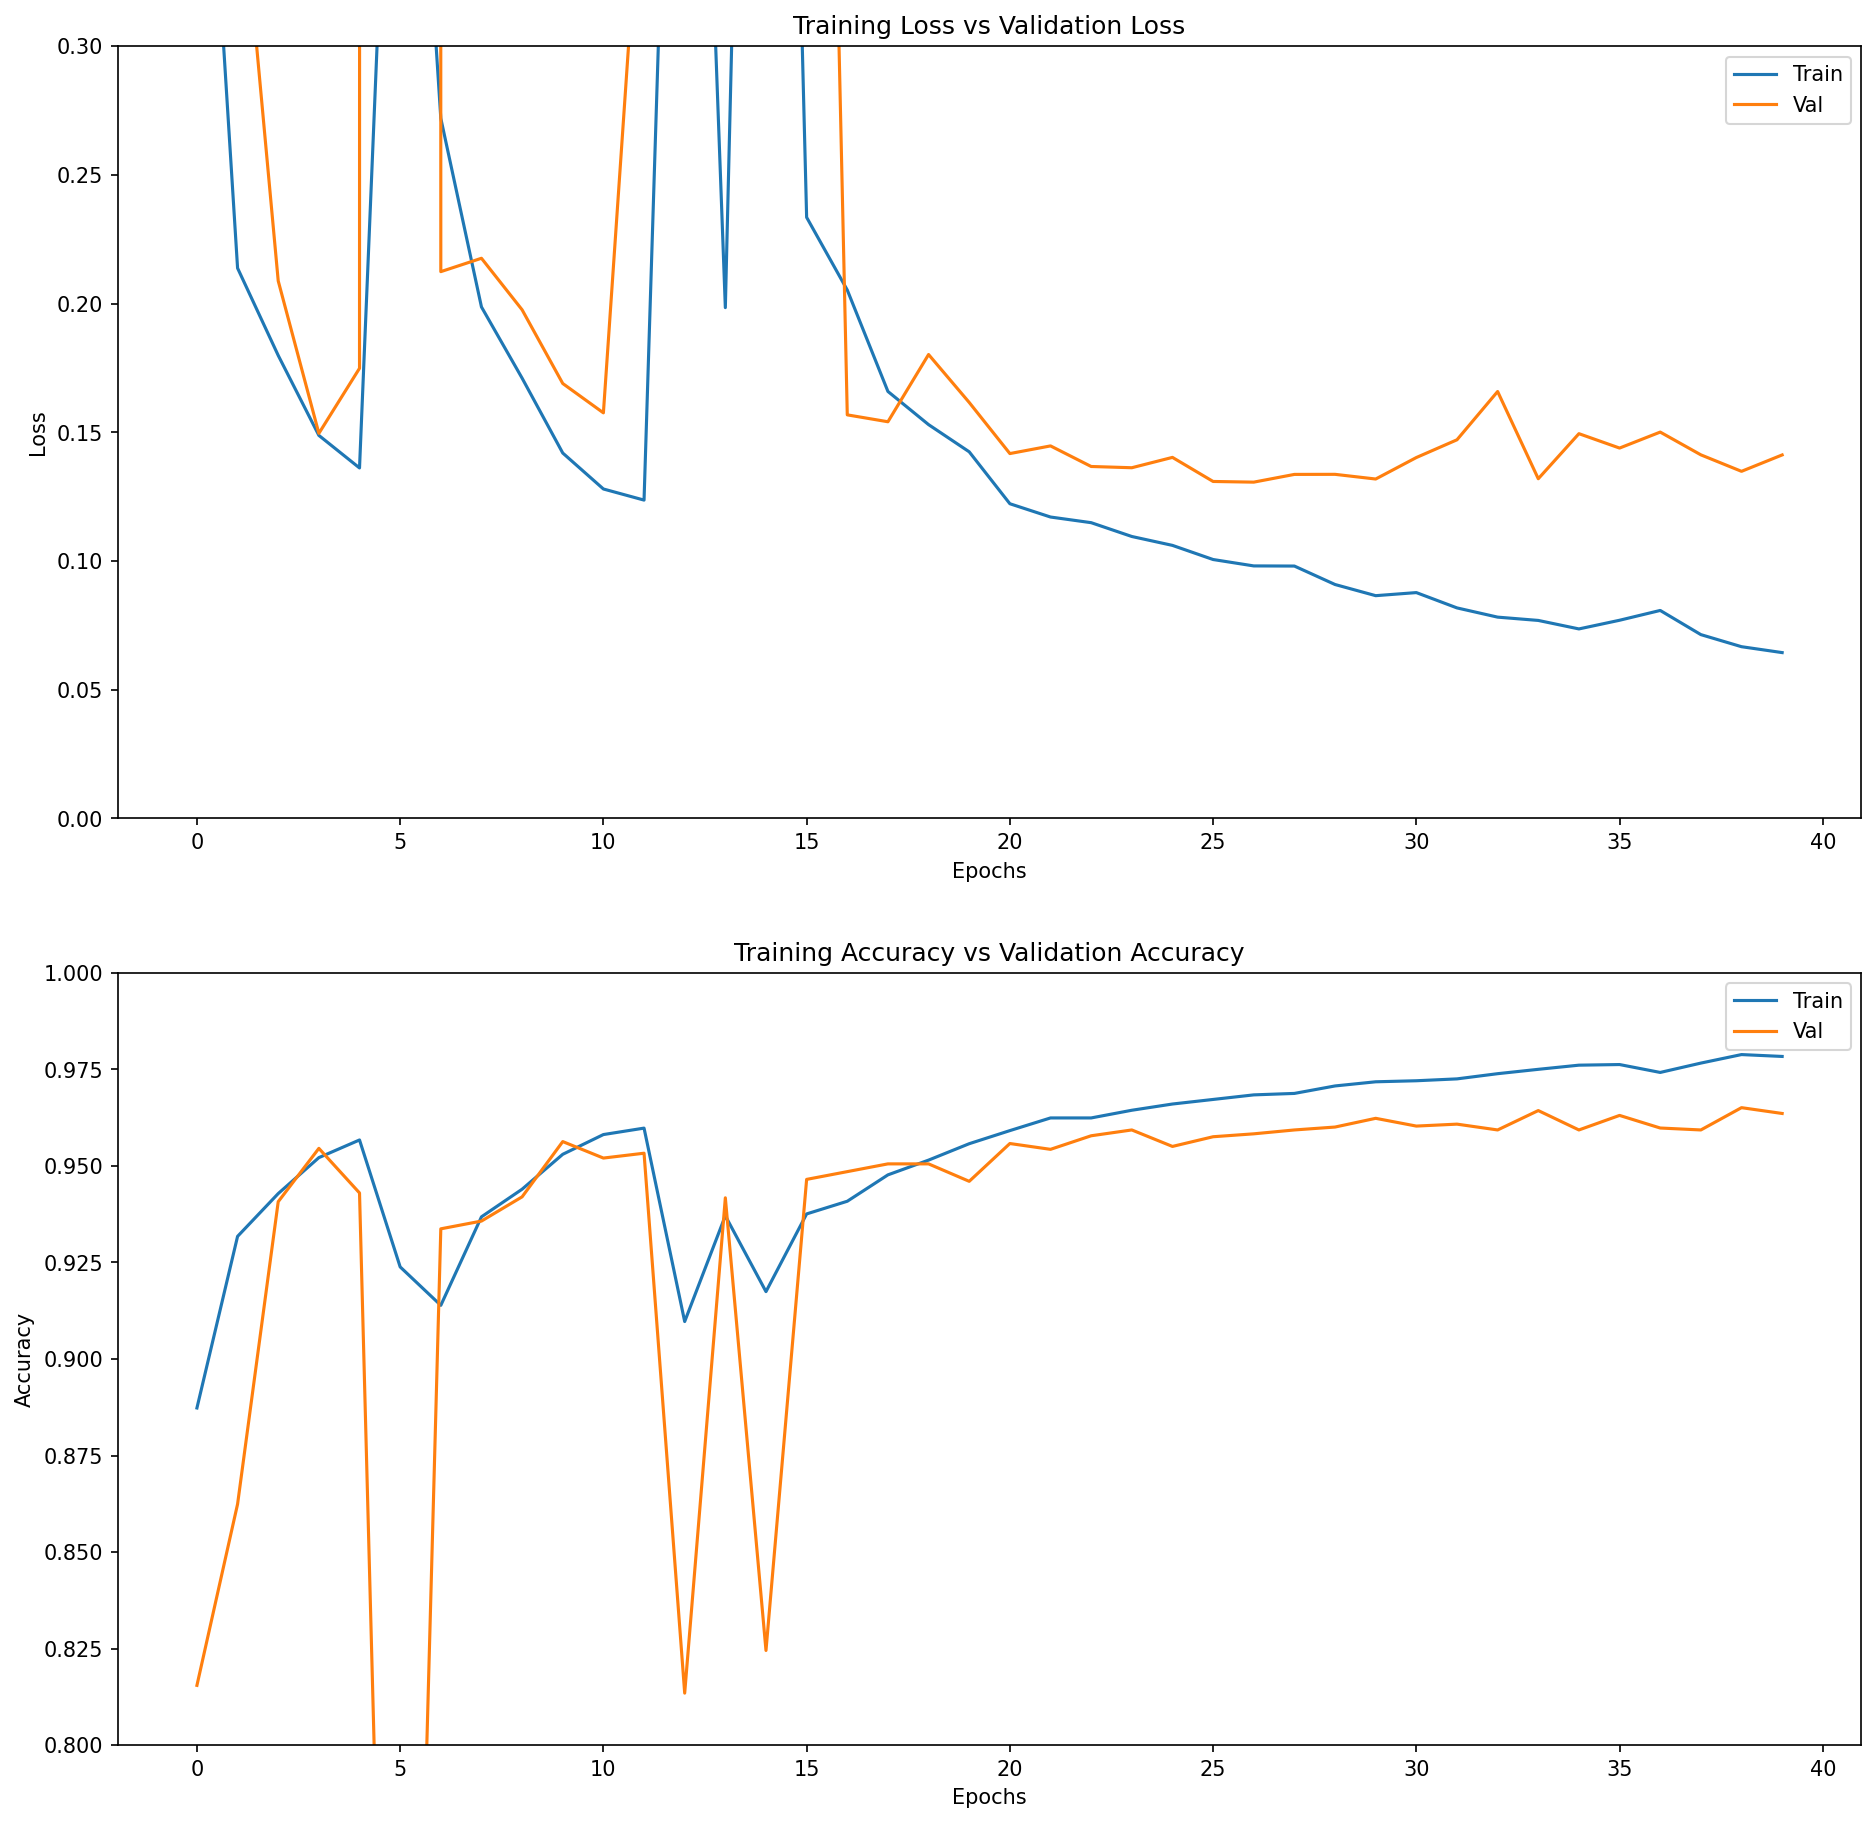 Training Loss vs Validation Loss
0.30
0.25
0.20
0.15
0.10
0.05
0.00
Loss
Train
Val
0 5 10 15 20 25 30 35 40
Epochs
Training Accuracy vs Validation Accuracy
1.000
0.975
0.950
0.925
0.900
0.875
0.850
0.825
0.800
Accuracy
Train
Val
0 5 10 15 20 25 30 35 40
Epochs